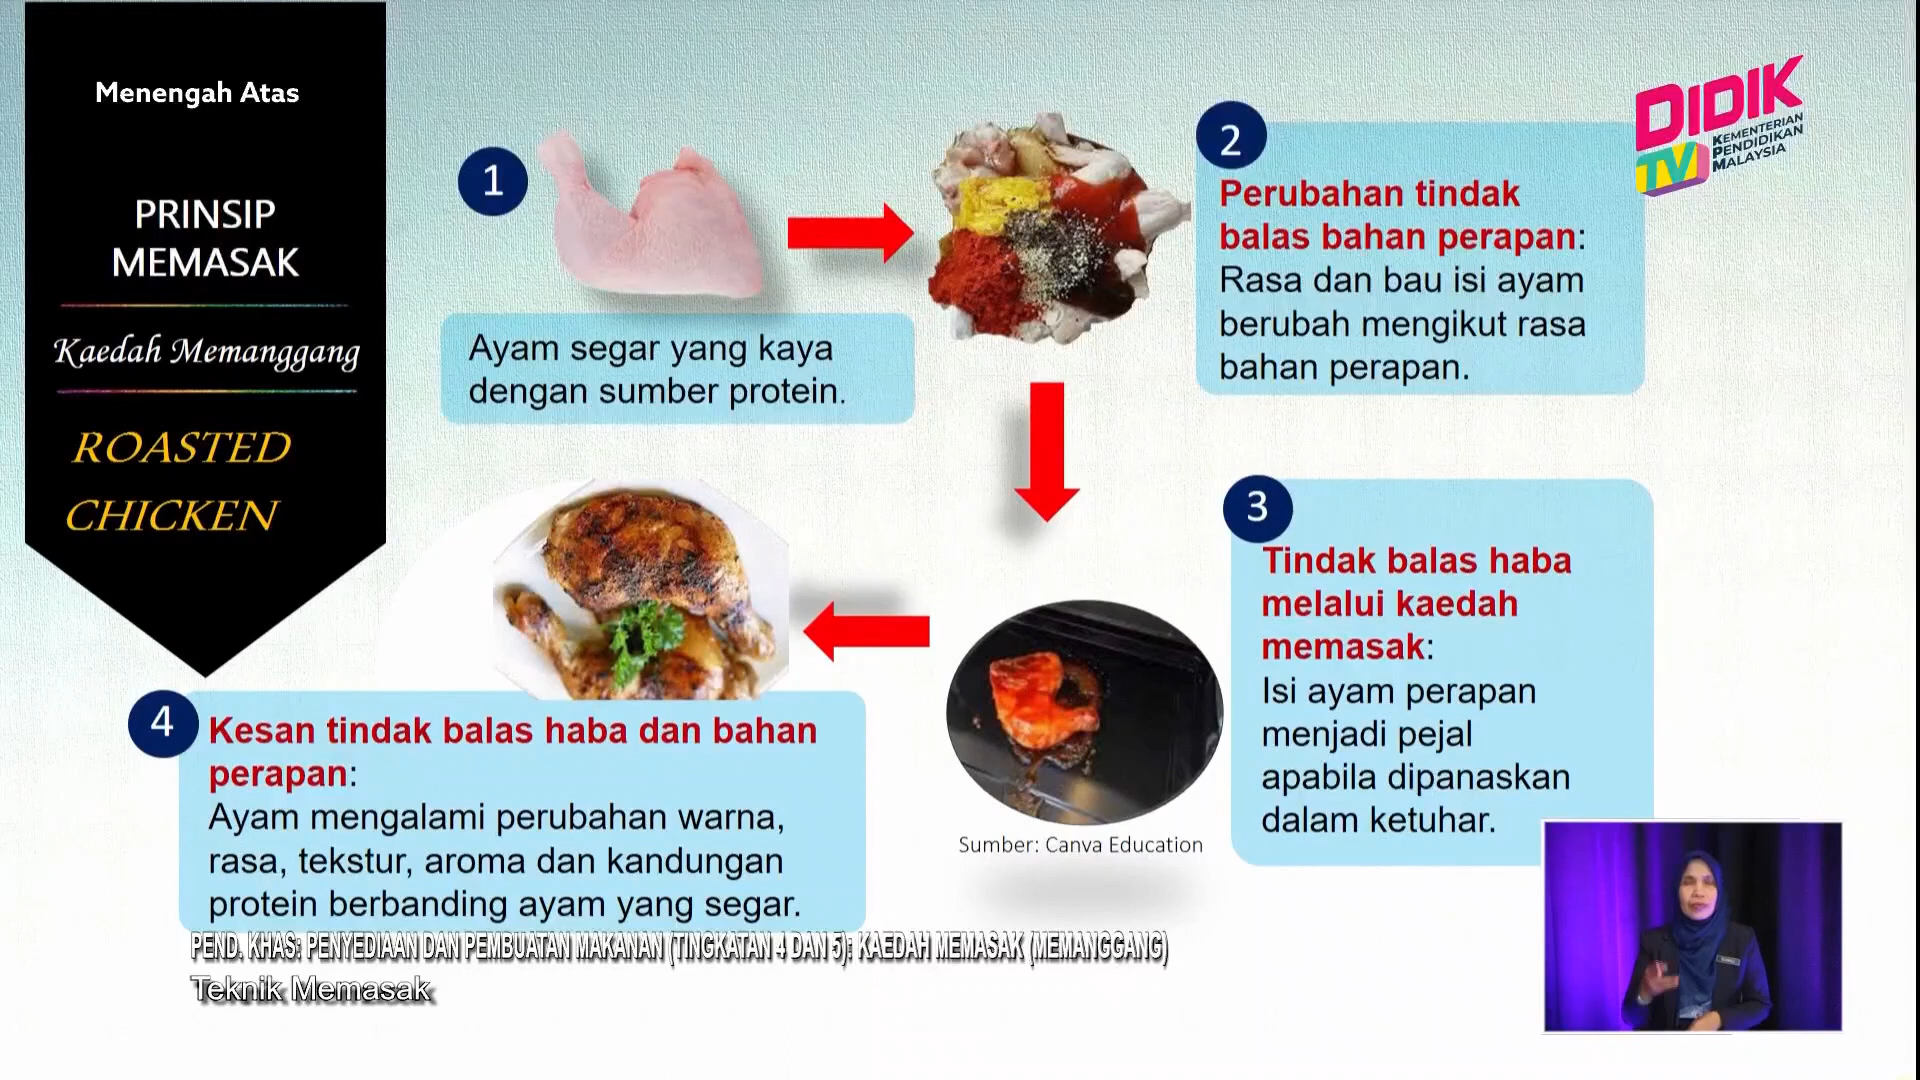 Menengah Atas
PRINSIP
MEMASAK
Kaedah Memanggang
ROASTED
CHICKEN
1
Ayam segar yang kaya
dengan sumber protein.
2
Perubahan tindak
balas bahan perapan:
Rasa dan bau isi ayam
berubah mengikut rasa
bahan perapan.
DIDIK
TV
KEMENTERIAN
PENDIDIKAN
MALAYSIA
3
Tindak balas haba
melalui kaedah
memasak:
Isi ayam perapan
menjadi pejal
apabila dipanaskan
dalam ketuhar.
Sumber: Canva Education
4
Kesan tindak balas haba dan bahan
perapan:
Ayam mengalami perubahan warna,
rasa, tekstur, aroma dan kandungan
protein berbanding ayam yang segar.
PEND. KHAS: PENYEDIAAN DAN PEMBUATAN MAKANAN (TINGKATAN 4 DAN 5): KAEDAH MEMASAK (MEMANGGANG)
Teknik Memasak